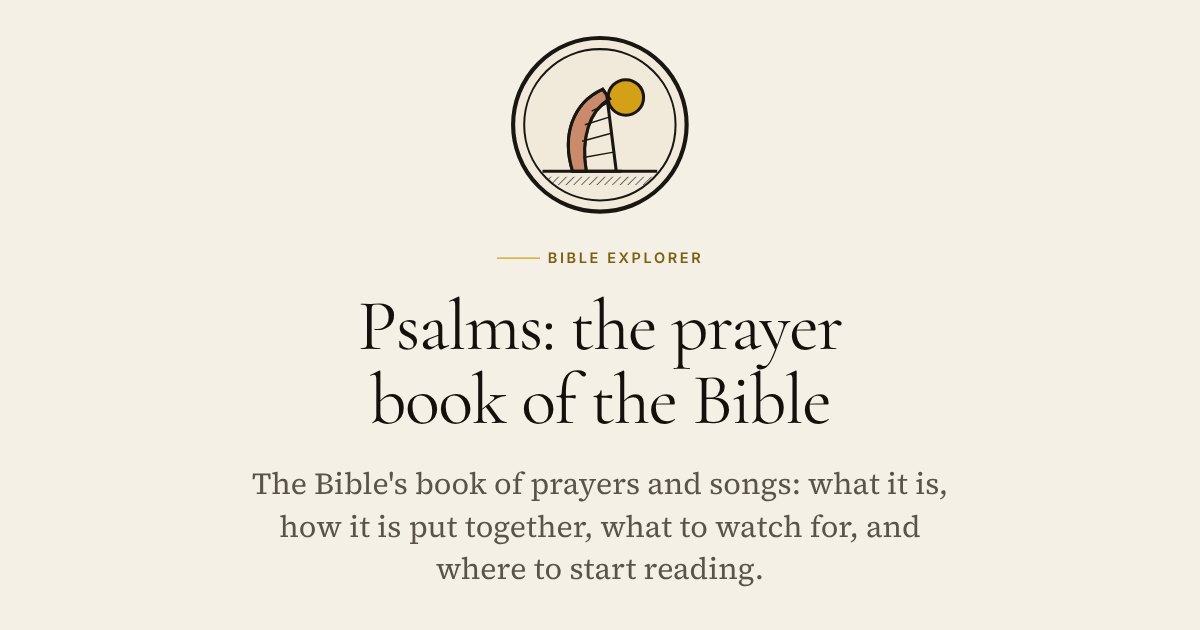 BIBLE EXPLORER
Psalms: the prayer
book of the Bible
The Bible's book of prayers and songs: what it is,
how it is put together, what to watch for, and
where to start reading.